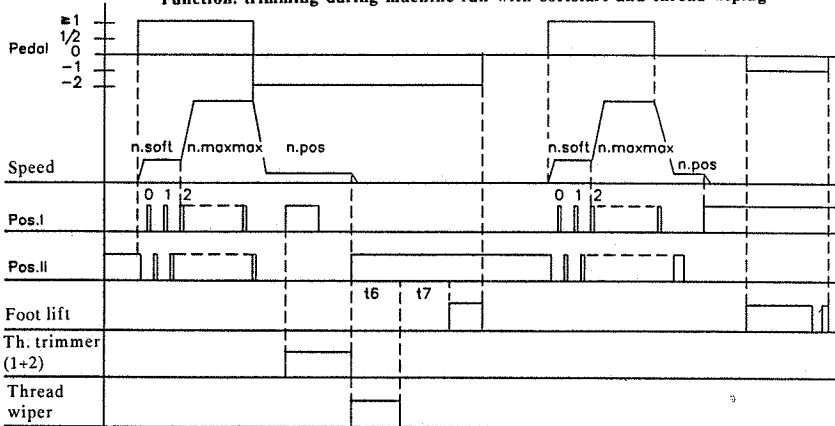 Function: trimming during machine run with softstart and thread wiping
≥1
1/2
Pedal 0
−1
−2
n.soft n.maxmax n.pos n.soft n.maxmax n.pos
Speed
0 1 2 0 1 2
Pos.I
Pos.II
t6 t7
Foot lift
Th. trimmer
(1+2)
Thread
wiper